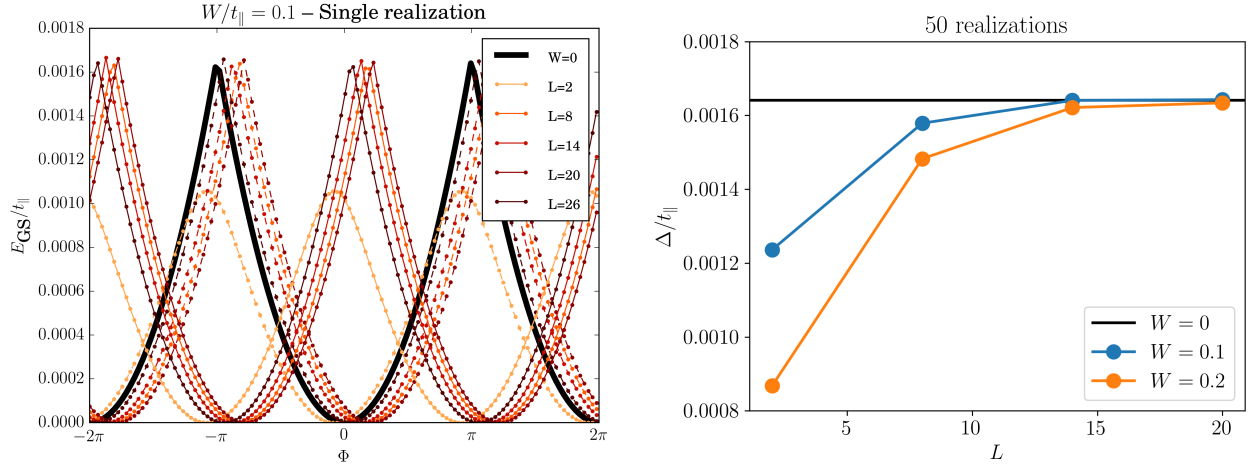 W/t∥ = 0.1 – Single realization
0.0018
0.0016
0.0014
0.0012
0.0010
0.0008
0.0006
0.0004
0.0002
0.0000
E_GS/t∥
W=0
L=2
L=8
L=14
L=20
L=26
−2π
−π
0
π
2π
Φ
50 realizations
0.0018
0.0016
0.0014
0.0012
0.0010
0.0008
Δ/t∥
W = 0
W = 0.1
W = 0.2
5
10
15
20
L